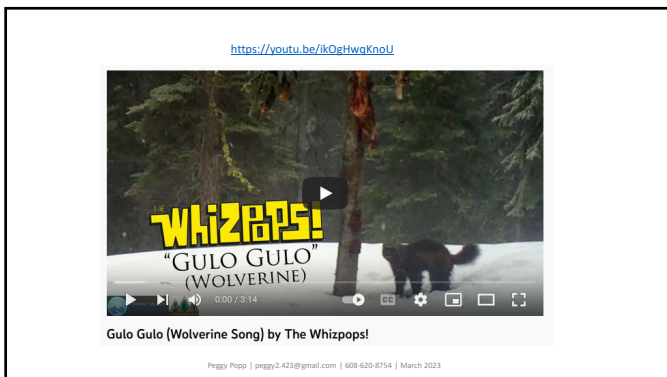 https://youtu.be/ikOgHwqKnoU
THE
WHiZPOPS!
“GULO GULO”
(WOLVERINE)
0:00 / 3:14
CC
Gulo Gulo (Wolverine Song) by The Whizpops!
Peggy Popp | peggy2.423@gmail.com | 608-620-8754 | March 2023